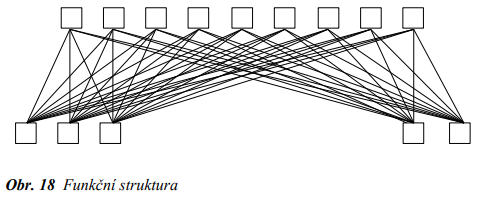 Obr. 18 Funkční struktura